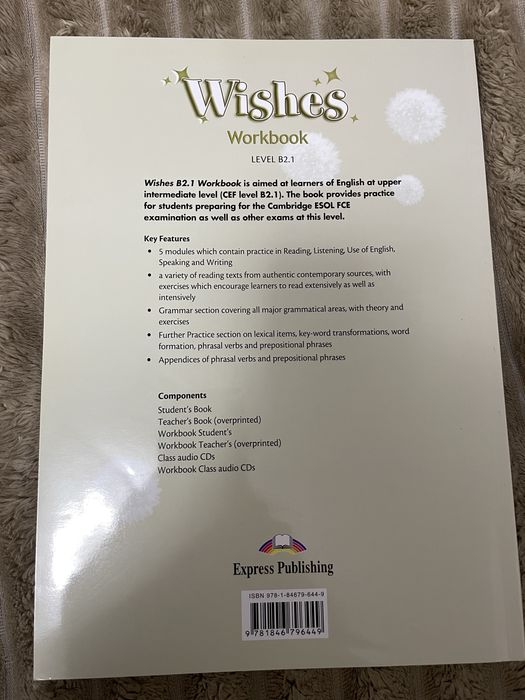 Wishes
Workbook
LEVEL B2.1
Wishes B2.1 Workbook is aimed at learners of English at upper
intermediate level (CEF level B2.1). The book provides practice
for students preparing for the Cambridge ESOL FCE
examination as well as other exams at this level.
Key Features
• 5 modules which contain practice in Reading, Listening, Use of English,
Speaking and Writing
• a variety of reading texts from authentic contemporary sources, with
exercises which encourage learners to read extensively as well as
intensively
• Grammar section covering all major grammatical areas, with theory and
exercises
• Further Practice section on lexical items, key-word transformations, word
formation, phrasal verbs and prepositional phrases
• Appendices of phrasal verbs and prepositional phrases
Components
Student's Book
Teacher's Book (overprinted)
Workbook Student's
Workbook Teacher's (overprinted)
Class audio CDs
Workbook Class audio CDs
Express Publishing
ISBN 978-1-84679-644-9
9 781846 796449